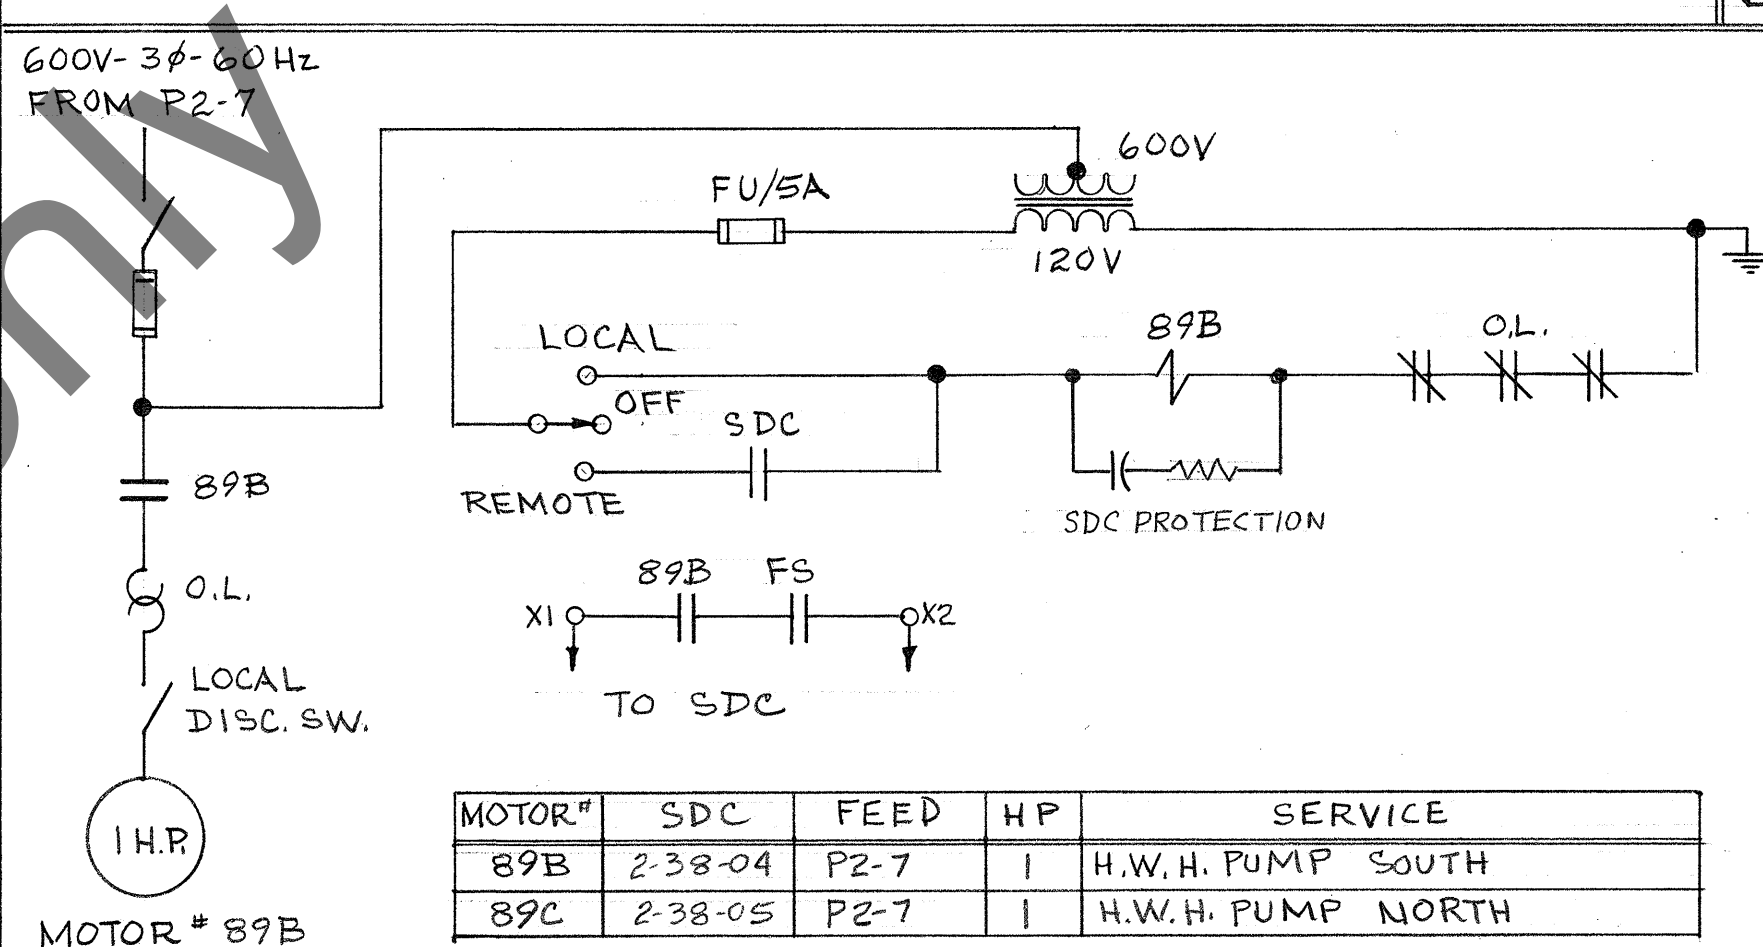 600V-3ϕ-60Hz
FROM P2-7
600V
FU/5A
120V
LOCAL
89B
O.L.
OFF
SDC
REMOTE
SDC PROTECTION
89B
O.L.
89B FS
X1 X2
TO SDC
LOCAL
DISC. SW.
1 H.P.
MOTOR # 89B
MOTOR# SDC FEED HP SERVICE
89B 2-38-04 P2-7 1 H.W.H. PUMP SOUTH
89C 2-38-05 P2-7 1 H.W.H. PUMP NORTH